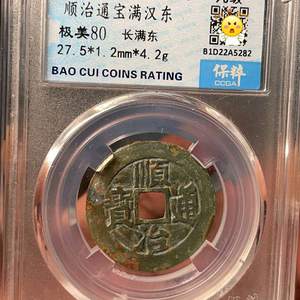 顺治通宝满汉东
极美80 长满东
27.5*1.2mm*4.2g
BAO CUI COINS RATING
B1D22A5282
保粹
CCGA
順治通寶